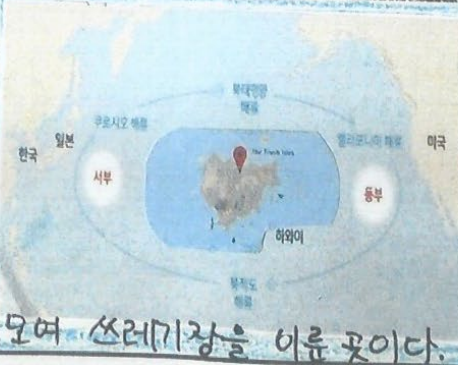 북태평양
해류
쿠로시오 해류
캘리포니아 해류
한국
일본
미국
The Trash Isles
서부
동부
하와이
북적도
해류
모여 쓰레기장을 이룬 곳이다.